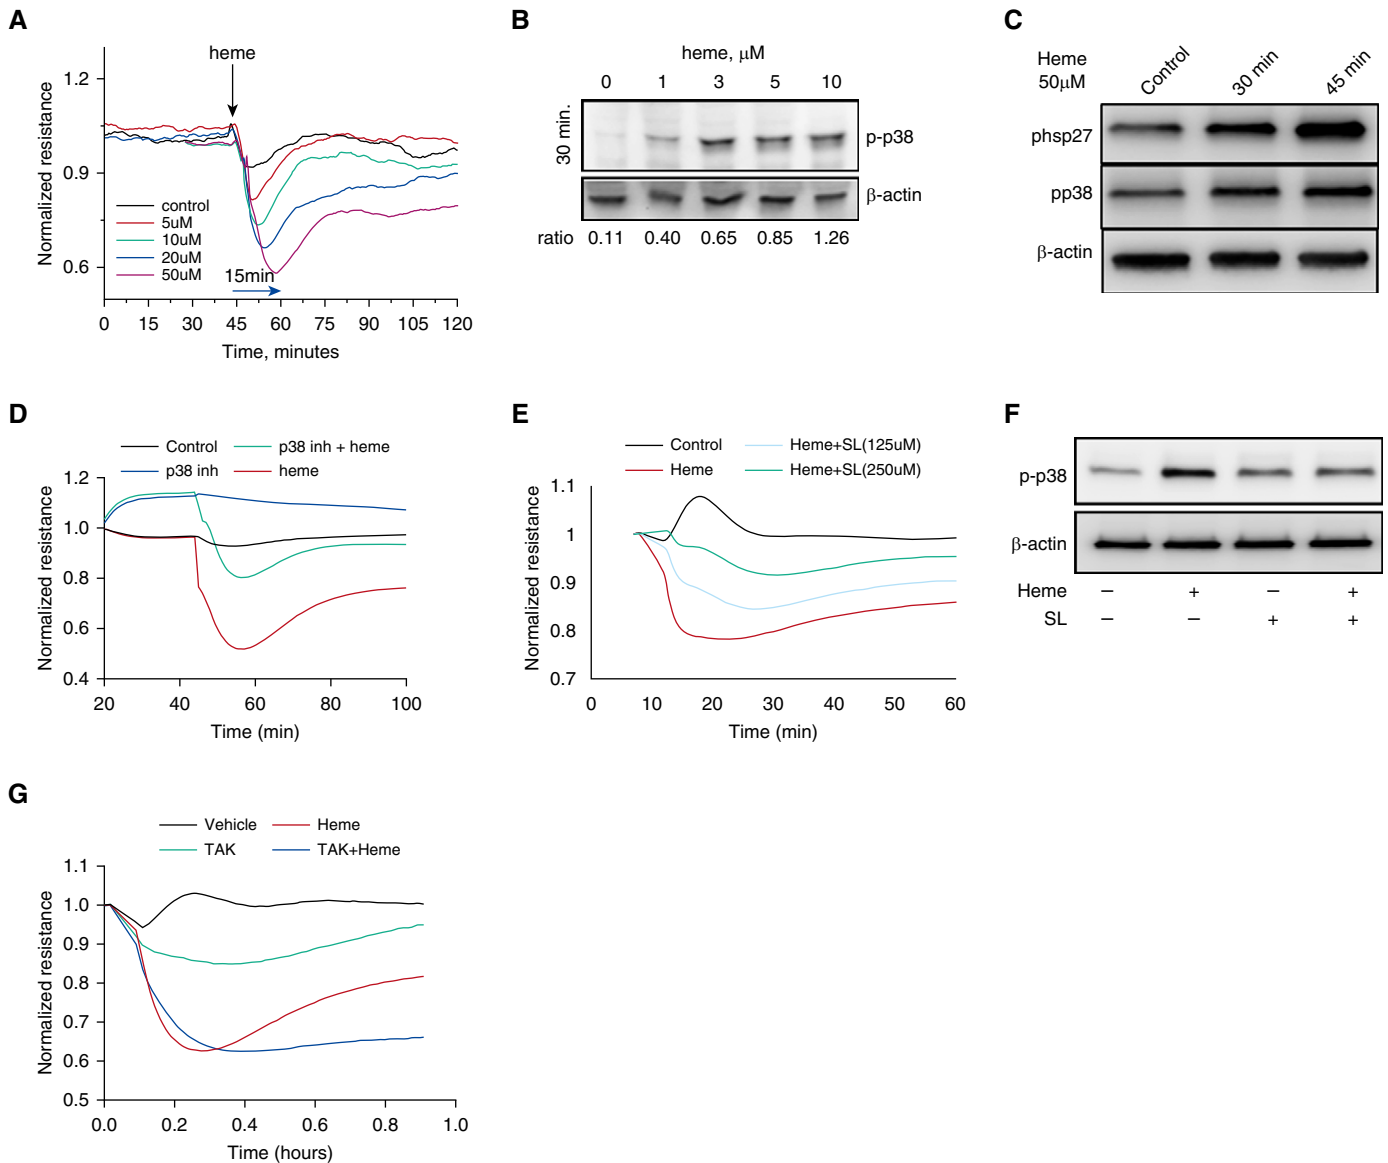 A
heme
Normalized resistance
1.2
0.9
0.6
control
5uM
10uM
20uM
50uM
15min
0 15 30 45 60 75 90 105 120
Time, minutes
B
heme, μM
0 1 3 5 10
30 min.
p-p38
β-actin
ratio 0.11 0.40 0.65 0.85 1.26
C
Heme
50μM
Control 30 min 45 min
phsp27
pp38
β-actin
D
Control p38 inh + heme
p38 inh heme
Normalized resistance
1.2
1.0
0.8
0.6
0.4
20 40 60 80 100
Time (min)
E
Control Heme+SL(125uM)
Heme Heme+SL(250uM)
Normalized resistance
1.1
1
0.9
0.8
0.7
0 10 20 30 40 50 60
Time (min)
F
p-p38
β-actin
Heme – + – +
SL – – + +
G
Vehicle Heme
TAK TAK+Heme
Normalized resistance
1.1
1.0
0.9
0.8
0.7
0.6
0.5
0.0 0.2 0.4 0.6 0.8 1.0
Time (hours)